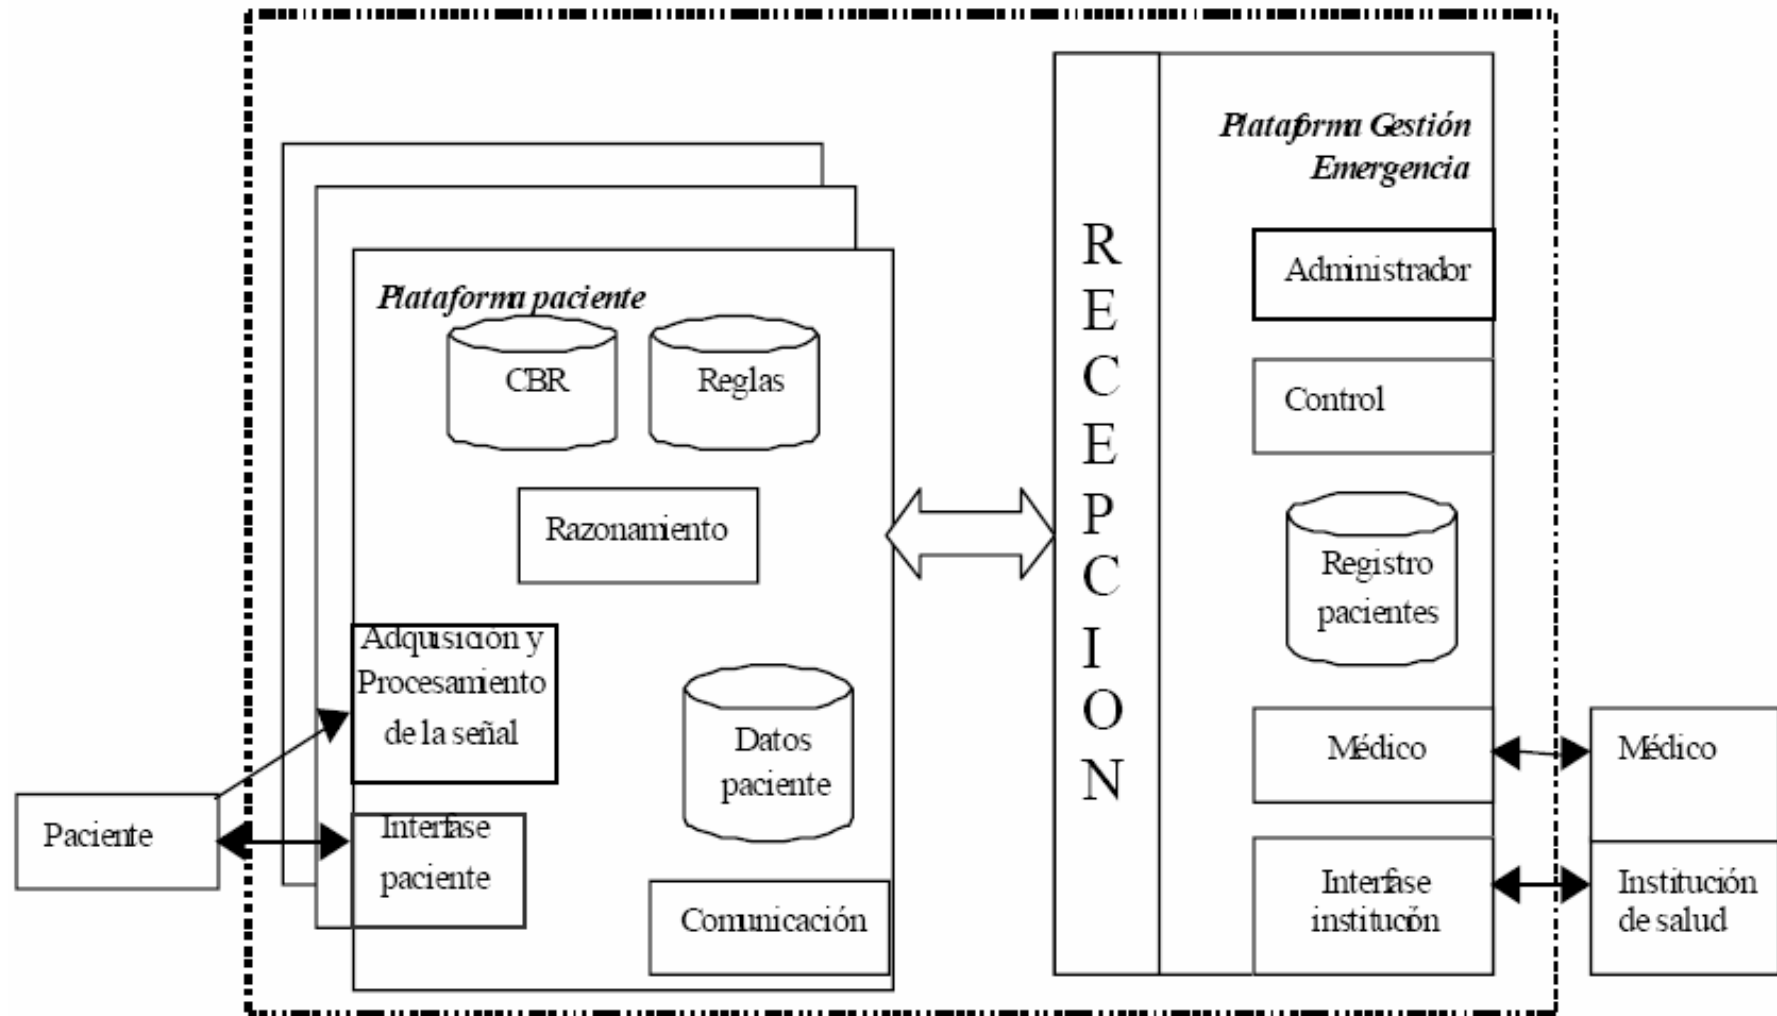 Plataforma Gestión
Emergencia
RECEPCION
Administrador
Control
Registro
pacientes
Médico
Interfase
institución
Médico
Institución
de salud
Plataforma paciente
CBR
Reglas
Razonamiento
Adquisición y
Procesamiento
de la señal
Datos
paciente
Interfase
paciente
Comunicación
Paciente